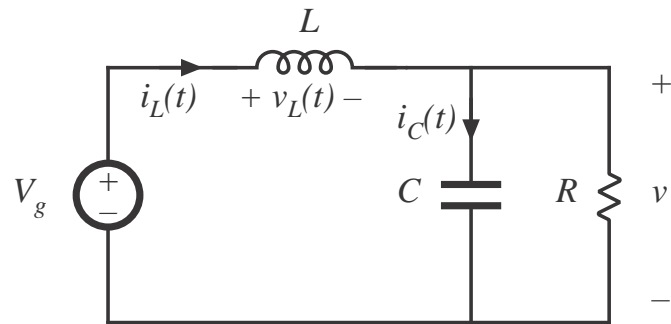 L
i_L(t)
+ v_L(t) –
i_C(t)
+
V_g
+
–
C
R
v
–